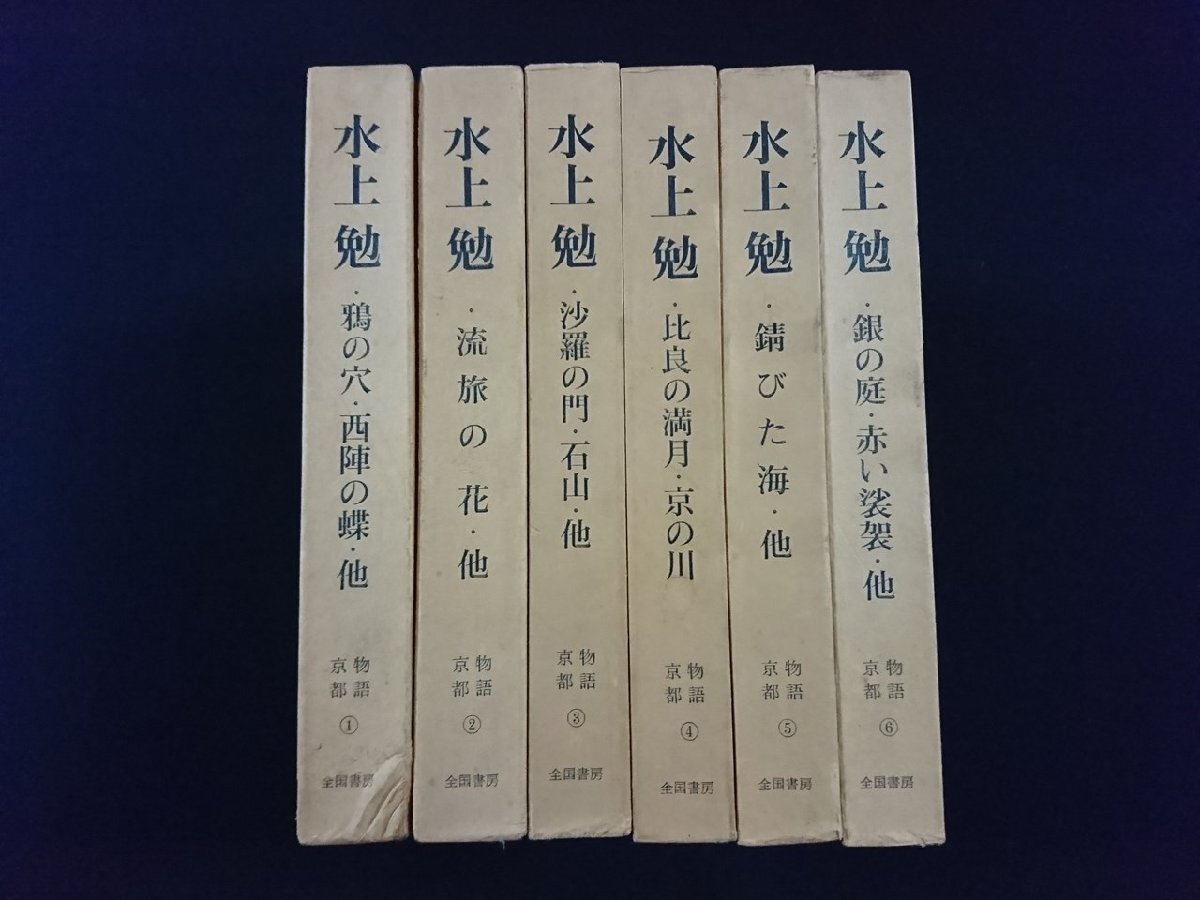 水上勉
・鴉の穴・西陣の蝶・他
物語
京都
①
全国書房
水上勉
・流旅の花・他
物語
京都
②
全国書房
水上勉
・沙羅の門・石山・他
物語
京都
③
全国書房
水上勉
・比良の満月・京の川
物語
京都
④
全国書房
水上勉
・錆びた海・他
物語
京都
⑤
全国書房
水上勉
・銀の庭・赤い袈裟・他
物語
京都
⑥
全国書房